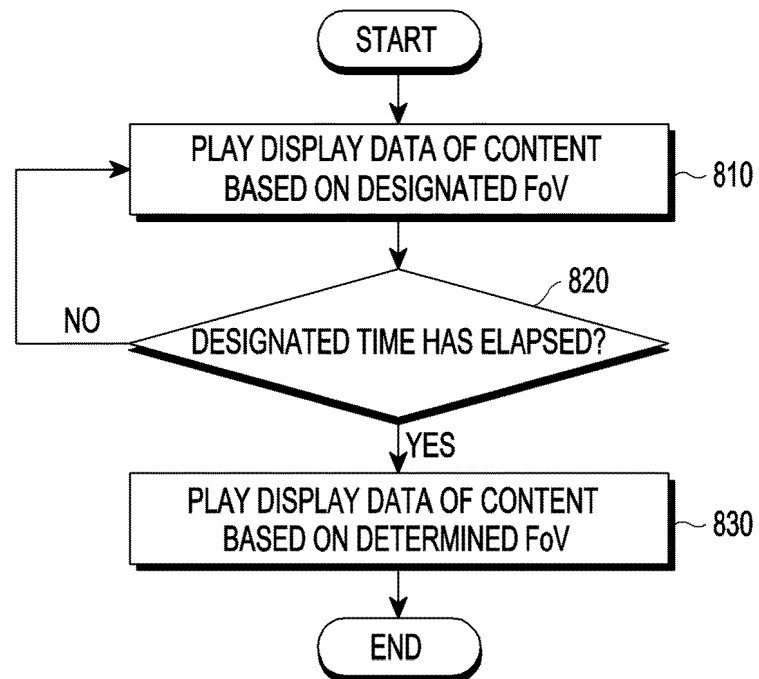 START
PLAY DISPLAY DATA OF CONTENT
BASED ON DESIGNATED FoV
810
820
NO
DESIGNATED TIME HAS ELAPSED?
YES
PLAY DISPLAY DATA OF CONTENT
BASED ON DETERMINED FoV
830
END